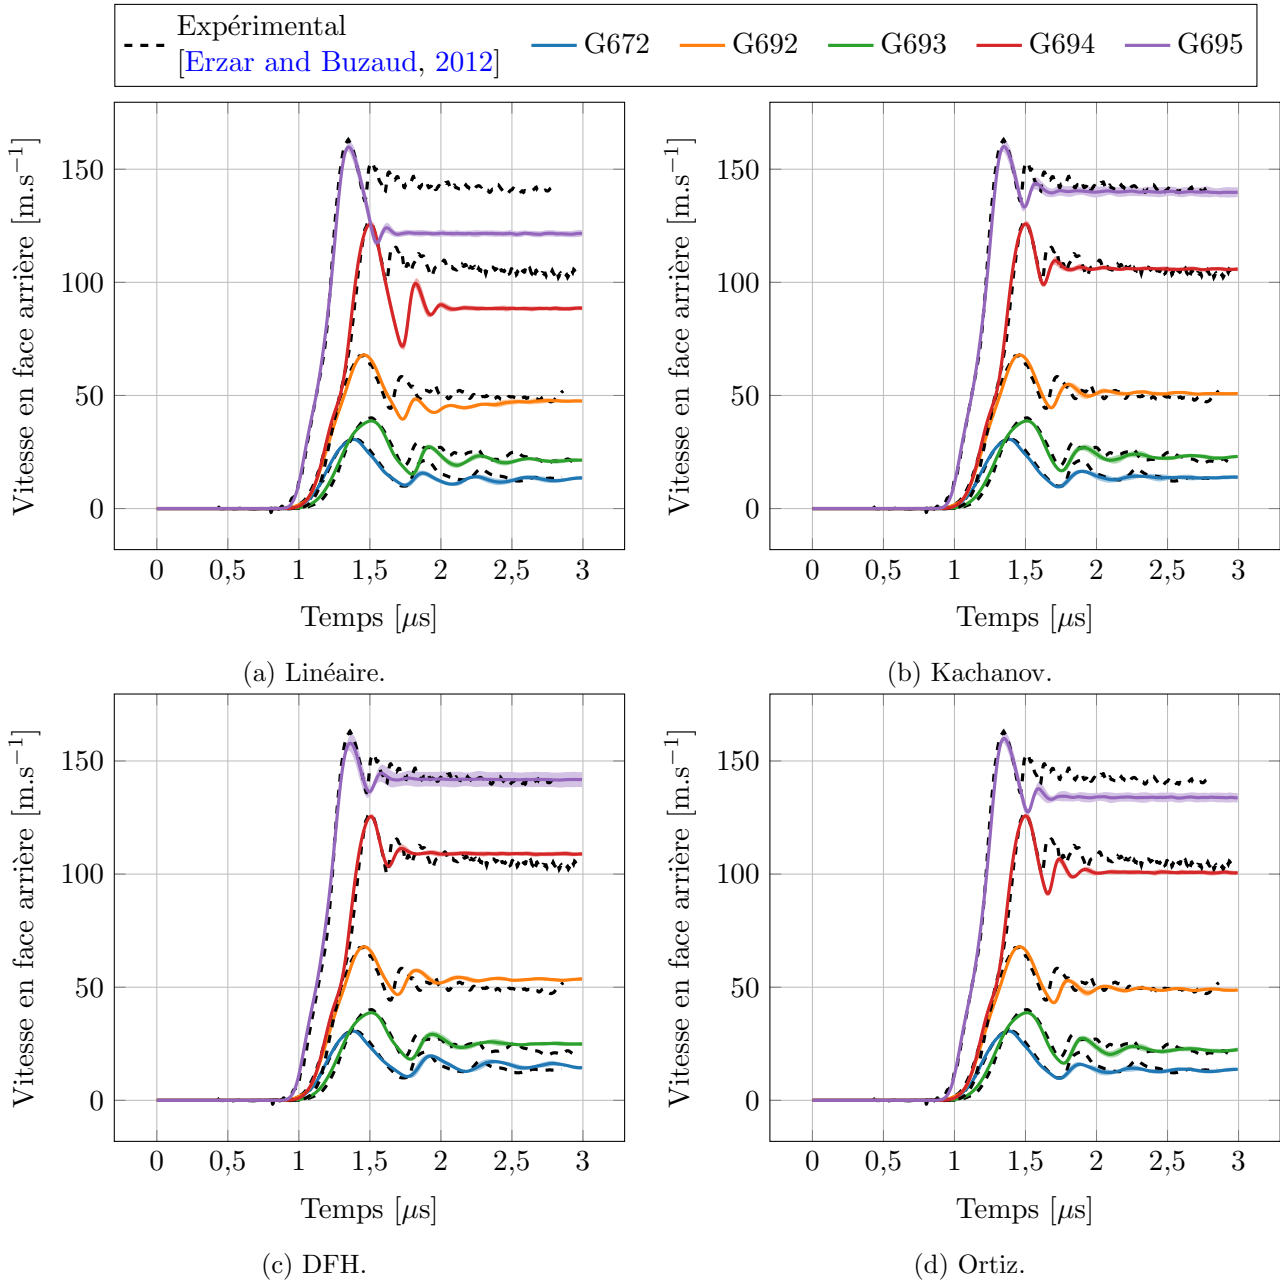 Expérimental
[Erzar and Buzaud, 2012]
G672
G692
G693
G694
G695
Vitesse en face arrière [m.s⁻¹]
150
100
50
0
0 0,5 1 1,5 2 2,5 3
Temps [μs]
(a) Linéaire.
Vitesse en face arrière [m.s⁻¹]
150
100
50
0
0 0,5 1 1,5 2 2,5 3
Temps [μs]
(b) Kachanov.
Vitesse en face arrière [m.s⁻¹]
150
100
50
0
0 0,5 1 1,5 2 2,5 3
Temps [μs]
(c) DFH.
Vitesse en face arrière [m.s⁻¹]
150
100
50
0
0 0,5 1 1,5 2 2,5 3
Temps [μs]
(d) Ortiz.